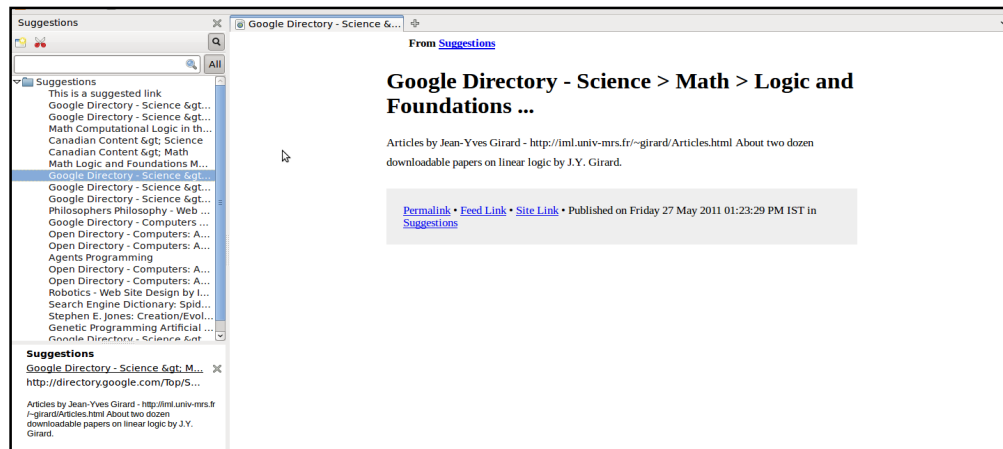 Suggestions
All
Suggestions
This is a suggested link
Google Directory - Science &gt...
Google Directory - Science &gt...
Math Computational Logic in th...
Canadian Content &gt; Science
Canadian Content &gt; Math
Math Logic and Foundations M...
Google Directory - Science &gt...
Google Directory - Science &gt...
Google Directory - Science &gt...
Philosophers Philosophy - Web ...
Google Directory - Computers ...
Open Directory - Computers: A...
Open Directory - Computers: A...
Agents Programming
Open Directory - Computers: A...
Open Directory - Computers: A...
Robotics - Web Site Design by I...
Search Engine Dictionary: Spid...
Stephen E. Jones: Creation/Evol...
Genetic Programming Artificial ...
Google Directory - Science &gt...
Suggestions
Google Directory - Science &gt; M...
http://directory.google.com/Top/S...
Articles by Jean-Yves Girard - http://iml.univ-mrs.fr
/~girard/Articles.html About two dozen
downloadable papers on linear logic by J.Y.
Girard.
Google Directory - Science &...
From Suggestions
Google Directory - Science > Math > Logic and
Foundations ...
Articles by Jean-Yves Girard - http://iml.univ-mrs.fr/~girard/Articles.html About two dozen
downloadable papers on linear logic by J.Y. Girard.
Permalink • Feed Link • Site Link • Published on Friday 27 May 2011 01:23:29 PM IST in
Suggestions